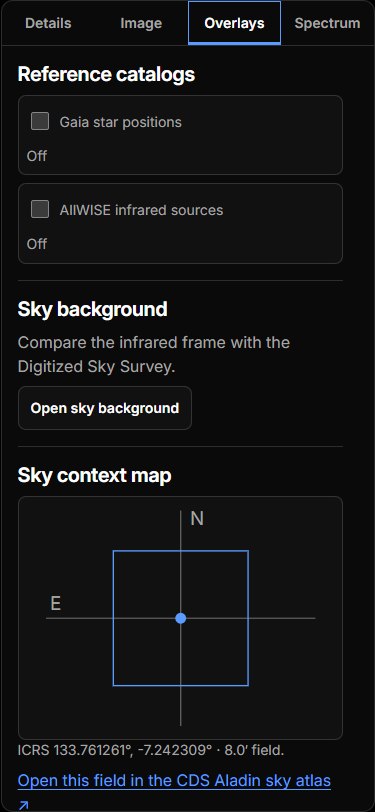 Details Image Overlays Spectrum
Reference catalogs
Gaia star positions
Off
AllWISE infrared sources
Off
Sky background
Compare the infrared frame with the
Digitized Sky Survey.
Open sky background
Sky context map
N
E
ICRS 133.761261°, -7.242309° · 8.0′ field.
Open this field in the CDS Aladin sky atlas
↗